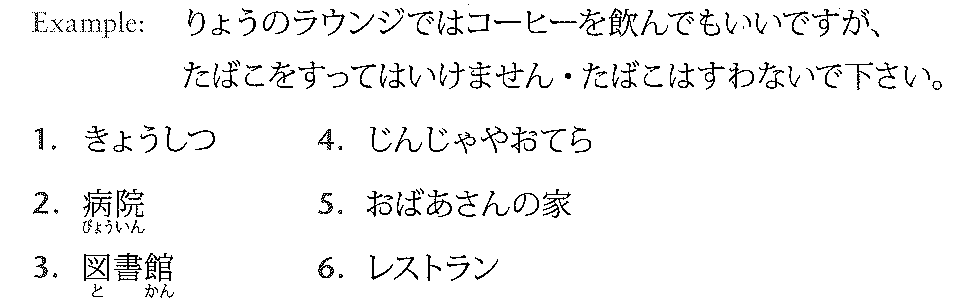 Example: りょうのラウンジではコーヒーを飲んでもいいですが、
たばこをすってはいけません・たばこはすわないで下さい。
1. きょうしつ
2. 病院
びょういん
3. 図書館
と かん
4. じんじゃやおてら
5. おばあさんの家
6. レストラン